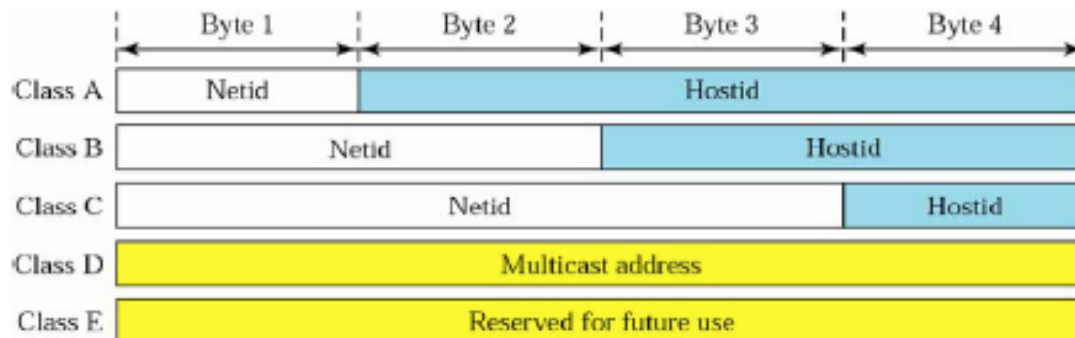 Byte 1 Byte 2 Byte 3 Byte 4
Class A Netid Hostid
Class B Netid Hostid
Class C Netid Hostid
Class D Multicast address
Class E Reserved for future use